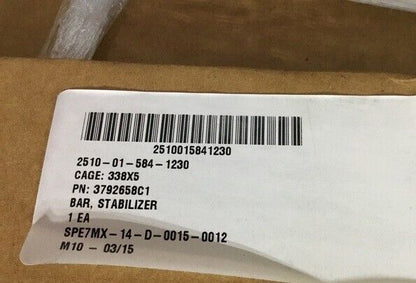 2510015841230
2510-01-584-1230
CAGE: 338X5
PN: 3792658C1
BAR, STABILIZER
1 EA
SPE7MX-14-D-0015-0012
M10 - 03/15